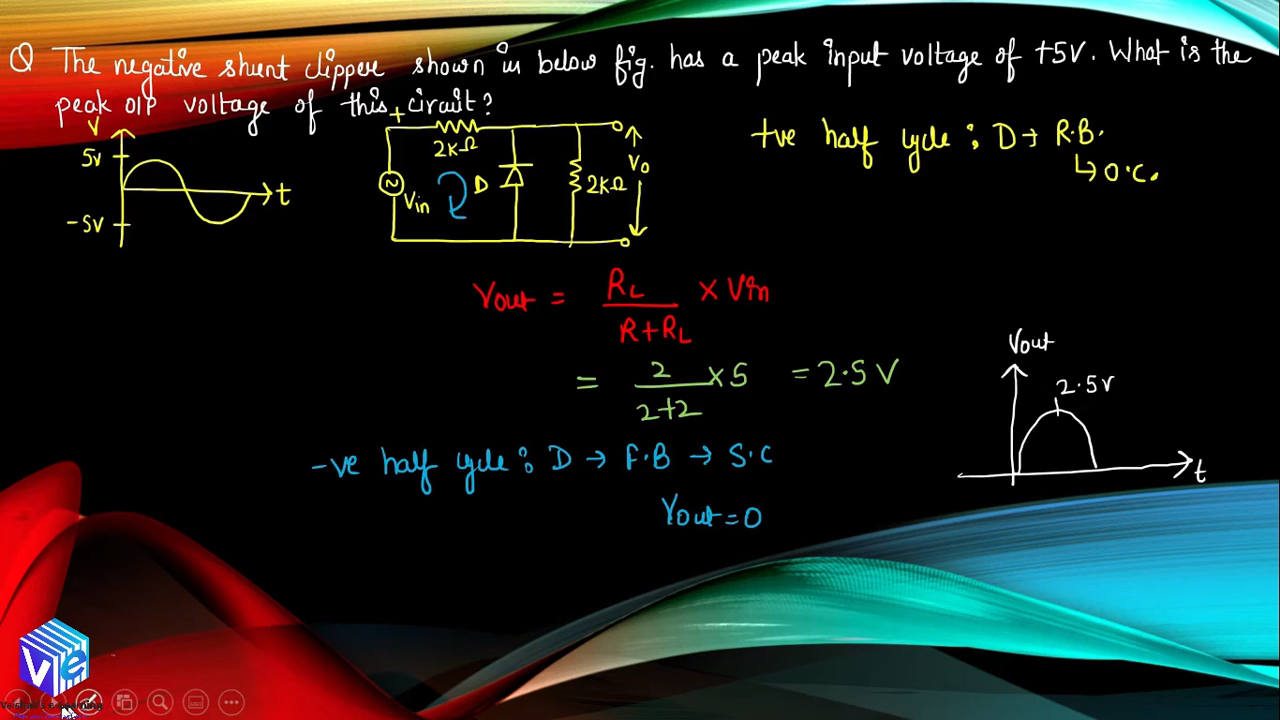 Q The negative shunt clipper shown in below fig. has a peak input voltage of +5V. What is the
peak O/P voltage of this circuit?
V
5V
-5V
t
+
2KΩ
Vin
D
2KΩ
Vo
+ve half cycle : D → R.B.
↳ O.C.
Vout = RL / R+RL × Vin
= 2 / 2+2 × 5 = 2.5 V
-ve half cycle : D → F.B → S.C
Vout = 0
Vout
2.5V
t
Ve